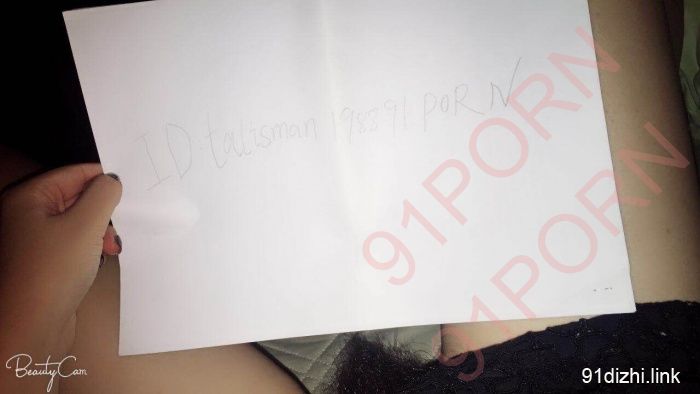 ID:talisman 198891 PORN
91PORN
91PORN
BeautyCam
91dizhi.link